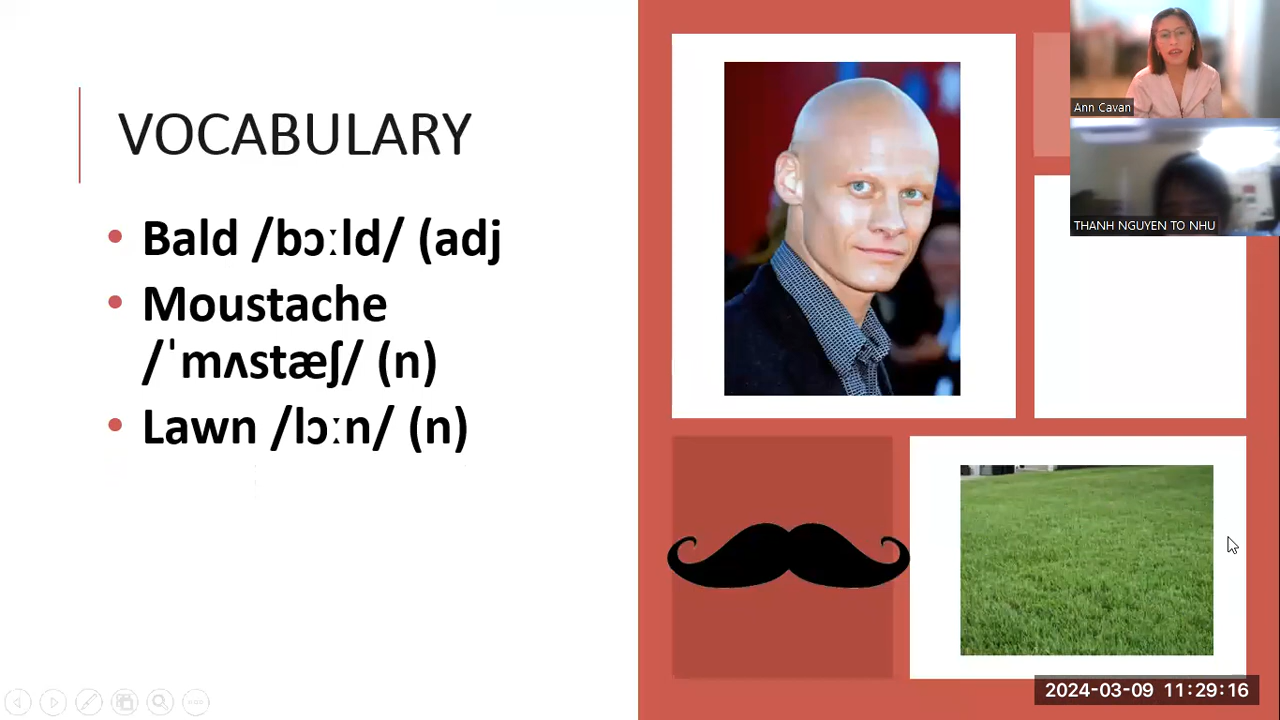 VOCABULARY
• Bald /bɔːld/ (adj
• Moustache
/ˈmʌstæʃ/ (n)
• Lawn /lɔːn/ (n)
Ann Cavan
THANH NGUYEN TO NHU
2024-03-09 11:29:16